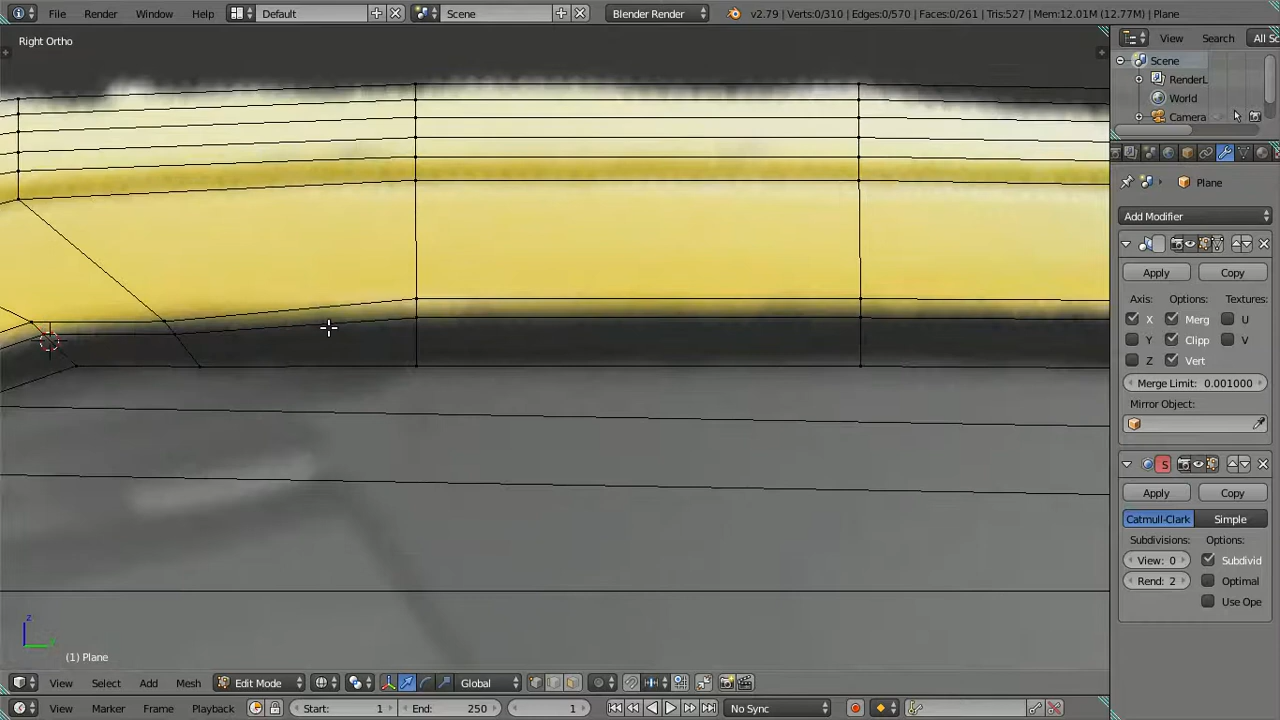 File Render Window Help Default Scene Blender Render v2.79 | Verts:0/310 | Edges:0/570 | Faces:0/261 | Tris:527 | Mem:12.01M (12.77M) | Plane
Right Ortho
View Search All Sc
Scene
RenderL
World
Camera
Plane
Add Modifier
Apply Copy
Axis: Options: Textures:
X Merg U
Y Clipp V
Z Vert
Merge Limit: 0.001000
Mirror Object:
S
Apply Copy
Catmull-Clark Simple
Subdivisions: Options:
View: 0 Subdivid
Rend: 2 Optimal
Use Ope
z
y
(1) Plane
View Select Add Mesh Edit Mode Global
View Marker Frame Playback Start: 1 End: 250 1 No Sync